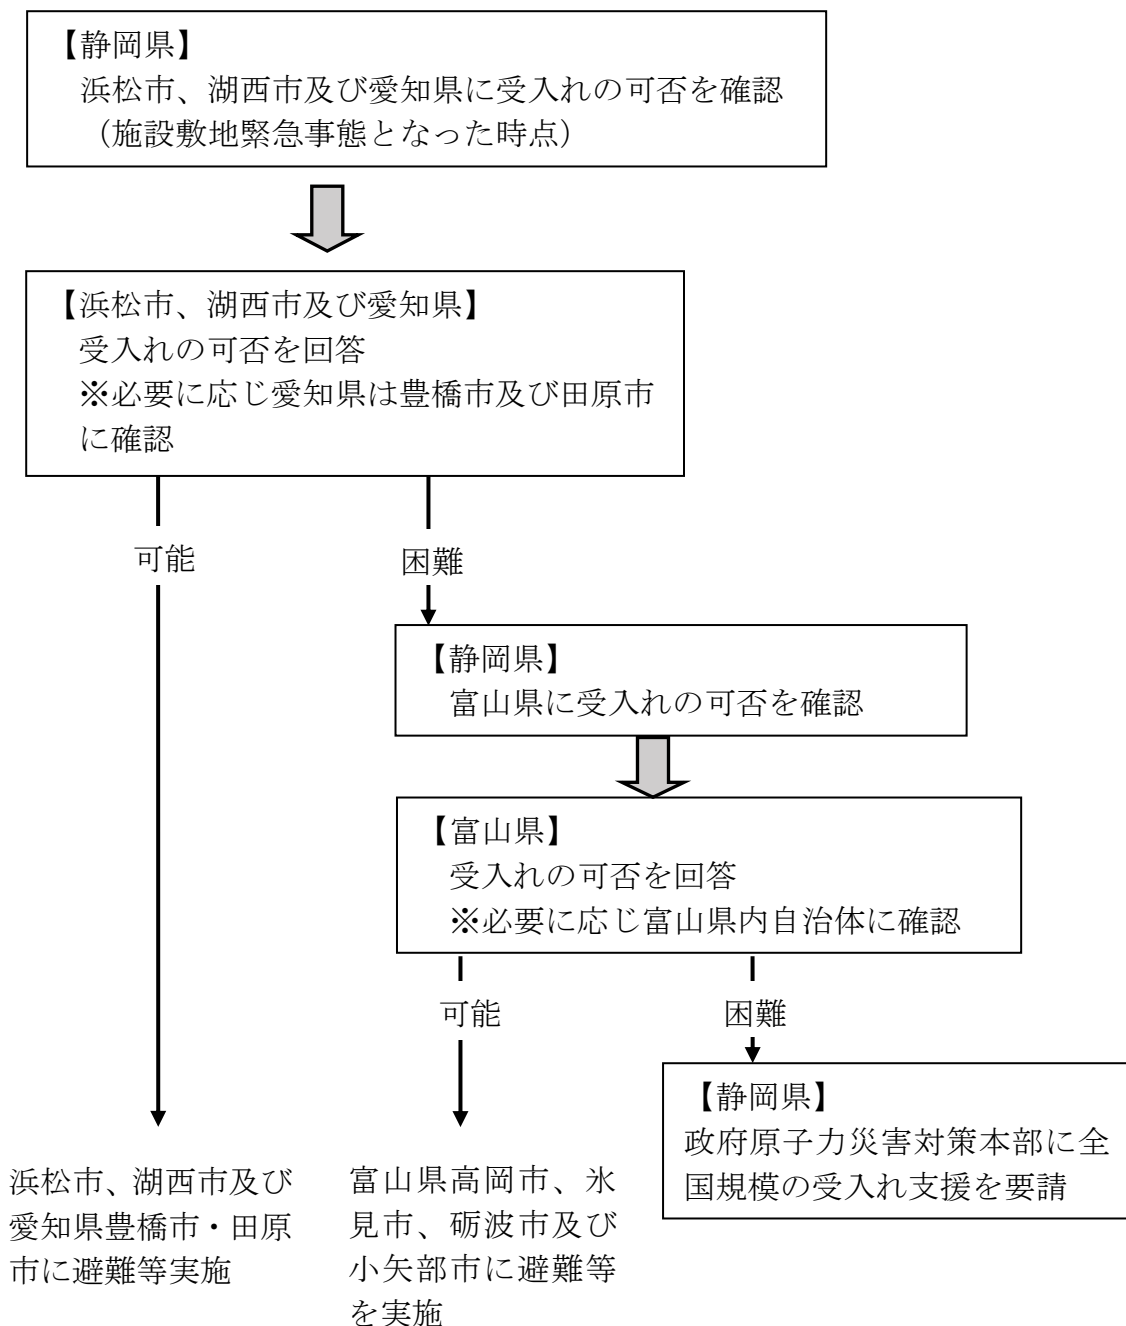 【静岡県】
浜松市、湖西市及び愛知県に受入れの可否を確認
（施設敷地緊急事態となった時点）
【浜松市、湖西市及び愛知県】
受入れの可否を回答
※必要に応じ愛知県は豊橋市及び田原市
に確認
可能
困難
【静岡県】
富山県に受入れの可否を確認
【富山県】
受入れの可否を回答
※必要に応じ富山県内自治体に確認
可能
困難
【静岡県】
政府原子力災害対策本部に全
国規模の受入れ支援を要請
浜松市、湖西市及び
愛知県豊橋市・田原
市に避難等実施
富山県高岡市、氷
見市、砺波市及び
小矢部市に避難等
を実施